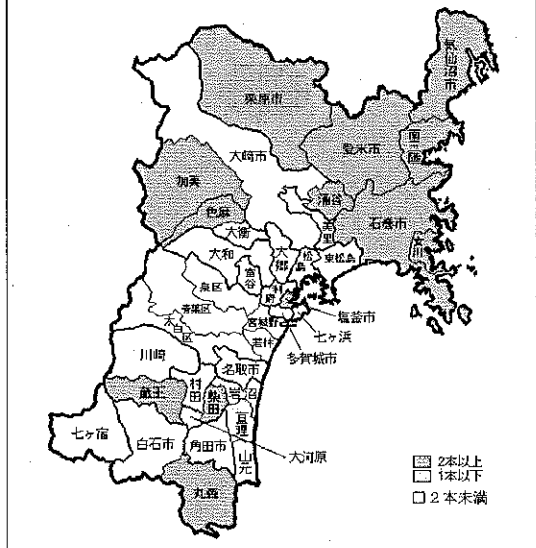 気仙沼市
栗原市
南三陸
登米市
大崎市
加美
涌谷
色麻
石巻市
美里
女川
大衡
大和
大郷
松島
東松島
富谷
泉区
利府
青葉区
塩釜市
太白区
宮城野
七ヶ浜
若林
多賀城市
川崎
名取市
蔵王
村田
柴田
岩沼
亘理
七ヶ宿
白石市
角田市
山元
大河原
丸森
2本以上
1本以下
2本未満